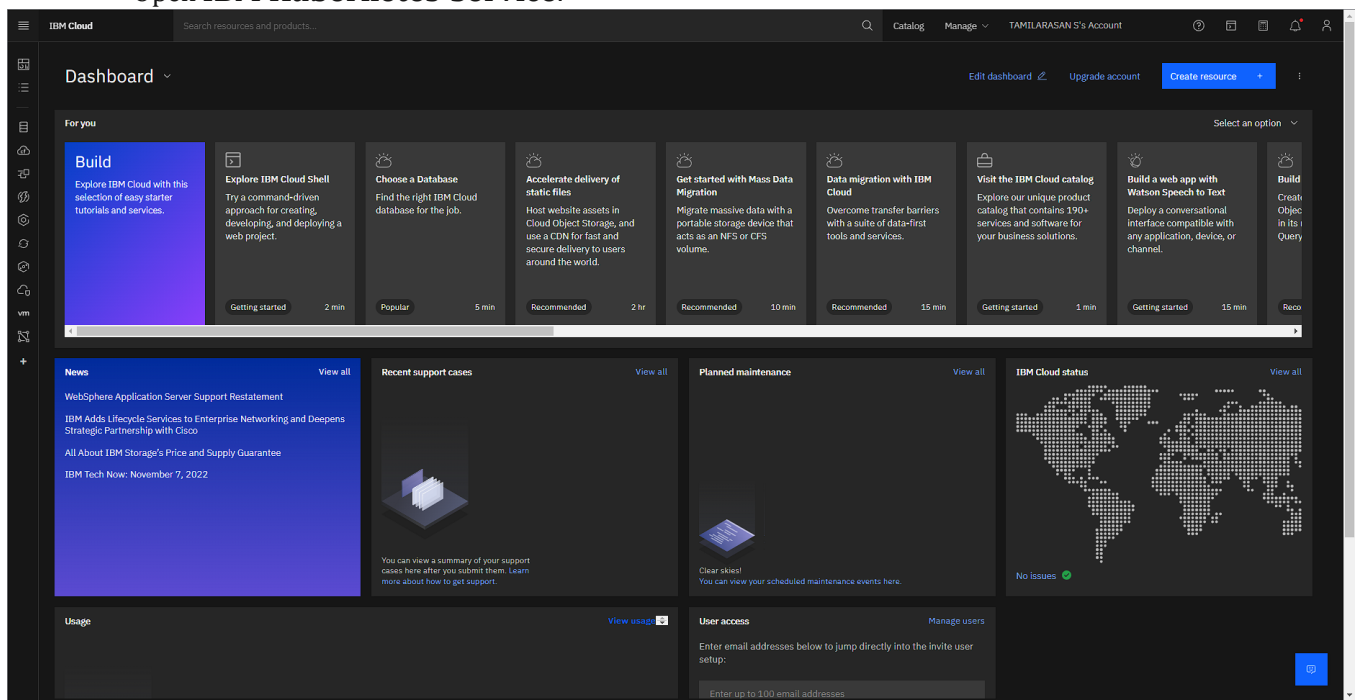 open IBM Kubernetes Service.
IBM Cloud
Search resources and products...
Catalog
Manage
TAMILARASAN S's Account
Dashboard
Edit dashboard
Upgrade account
Create resource +
For you
Select an option
Build
Explore IBM Cloud with this
selection of easy starter
tutorials and services.
Explore IBM Cloud Shell
Try a command-driven
approach for creating,
developing, and deploying a
web project.
Getting started
2 min
Choose a Database
Find the right IBM Cloud
database for the job.
Popular
5 min
Accelerate delivery of
static files
Host website assets in
Cloud Object Storage, and
use a CDN for fast and
secure delivery to users
around the world.
Recommended
2 hr
Get started with Mass Data
Migration
Migrate massive data with a
portable storage device that
acts as an NFS or CFS
volume.
Recommended
10 min
Data migration with IBM
Cloud
Overcome transfer barriers
with a suite of data-first
tools and services.
Recommended
15 min
Visit the IBM Cloud catalog
Explore our unique product
catalog that contains 190+
services and software for
your business solutions.
Getting started
1 min
Build a web app with
Watson Speech to Text
Deploy a conversational
interface compatible with
any application, device, or
channel.
Getting started
15 min
Build
Query
vm
News
View all
WebSphere Application Server Support Restatement
IBM Adds Lifecycle Services to Enterprise Networking and Deepens
Strategic Partnership with Cisco
All About IBM Storage's Price and Supply Guarantee
IBM Tech Now: November 7, 2022
Recent support cases
View all
You can view a summary of your support
cases here after you submit them. Learn
more about how to get support.
Planned maintenance
View all
Clear skies!
You can view your scheduled maintenance events here.
IBM Cloud status
View all
No issues
Usage
View usage
User access
Manage users
Enter email addresses below to jump directly into the invite user
setup:
Enter up to 100 email addresses